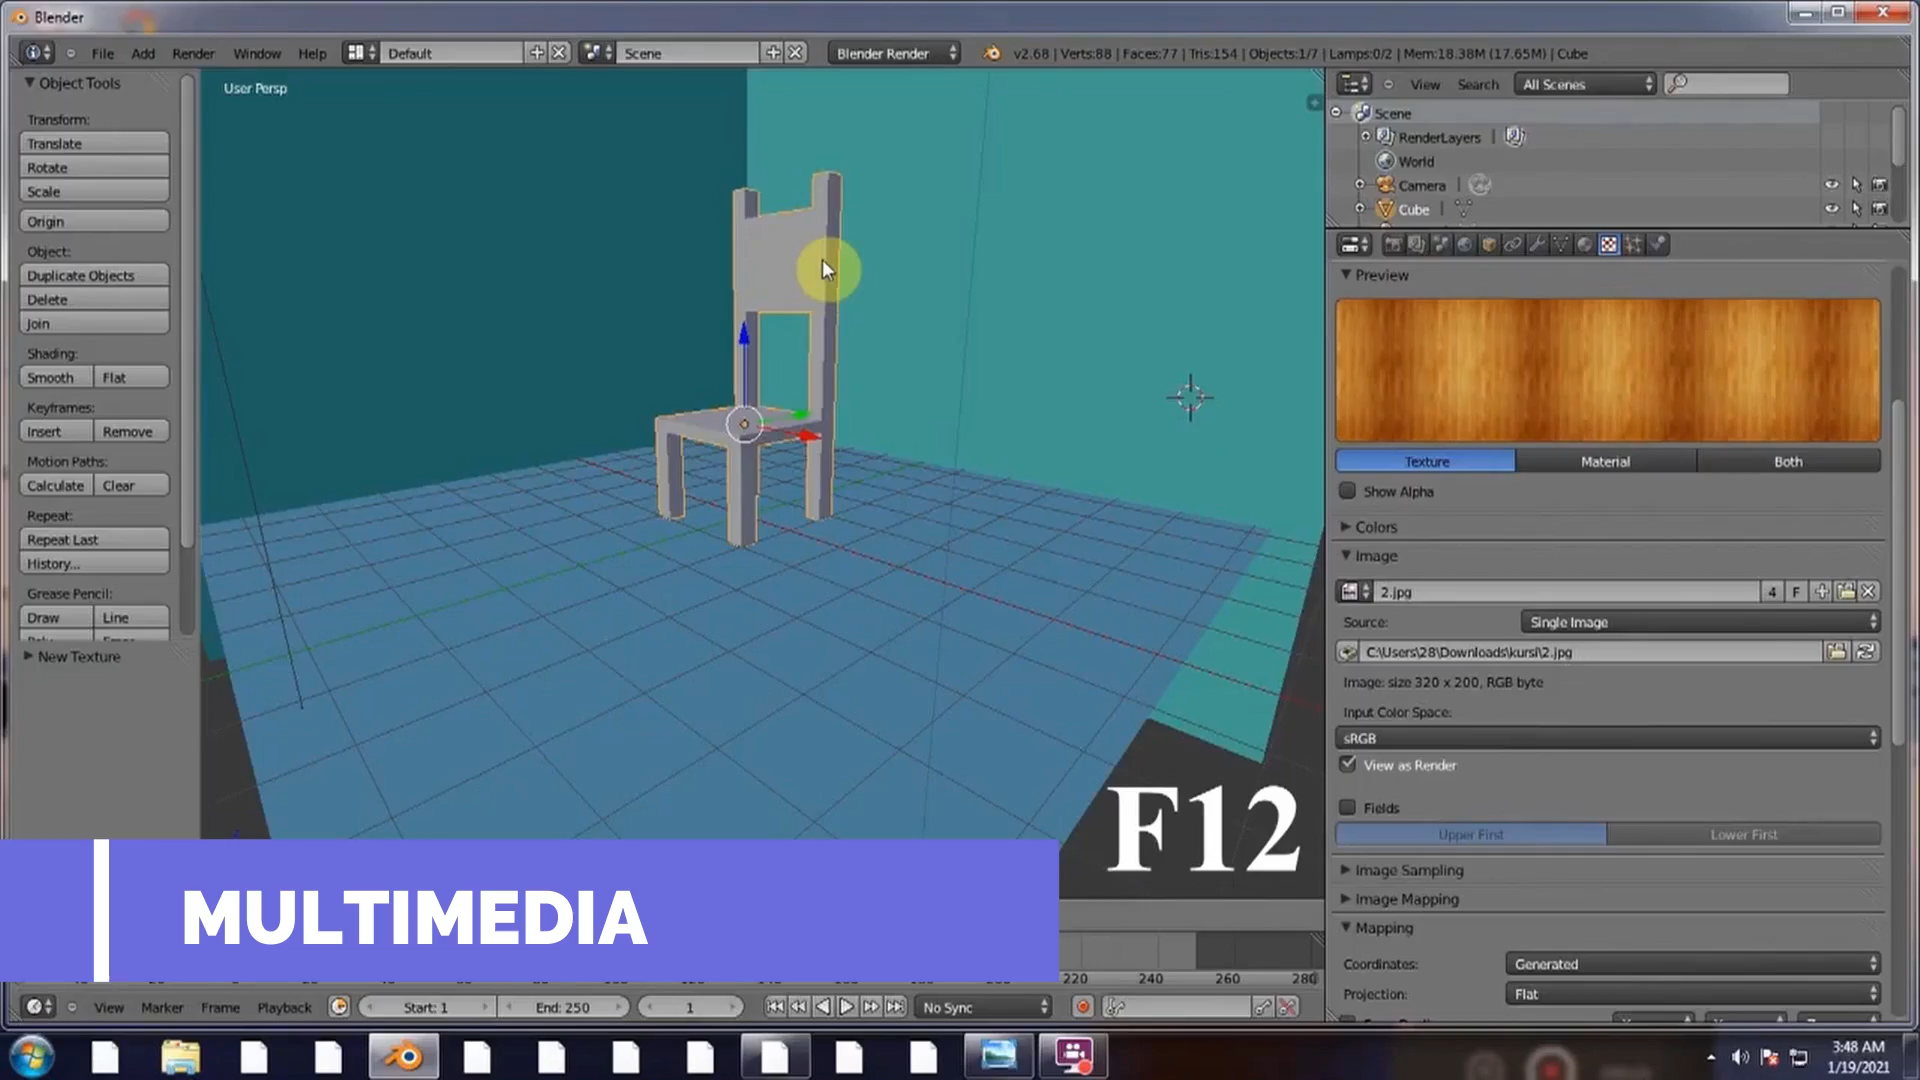 Blender
File Add Render Window Help Default Scene Blender Render v2.68 | Verts:88 | Faces:77 | Tris:154 | Objects:1/7 | Lamps:0/2 | Mem:18.38M (17.65M) | Cube
Object Tools
Transform:
Translate
Rotate
Scale
Origin
Object:
Duplicate Objects
Delete
Join
Shading:
Smooth Flat
Keyframes:
Insert Remove
Motion Paths:
Calculate Clear
Repeat:
Repeat Last
History...
Grease Pencil:
Draw Line
New Texture
User Persp
F12
MULTIMEDIA
View Search All Scenes
Scene
RenderLayers |
World
Camera |
Cube |
Preview
Texture Material Both
Show Alpha
Colors
Image
2.jpg 4 F
Source: Single Image
C:\Users\28\Downloads\kursi\2.jpg
Image: size 320 x 200, RGB byte
Input Color Space:
sRGB
View as Render
Fields
Upper First Lower First
Image Sampling
Image Mapping
Mapping
Coordinates: Generated
Projection: Flat
220 240 260 280
View Marker Frame Playback Start: 1 End: 250 1 No Sync
3:48 AM
1/19/2021